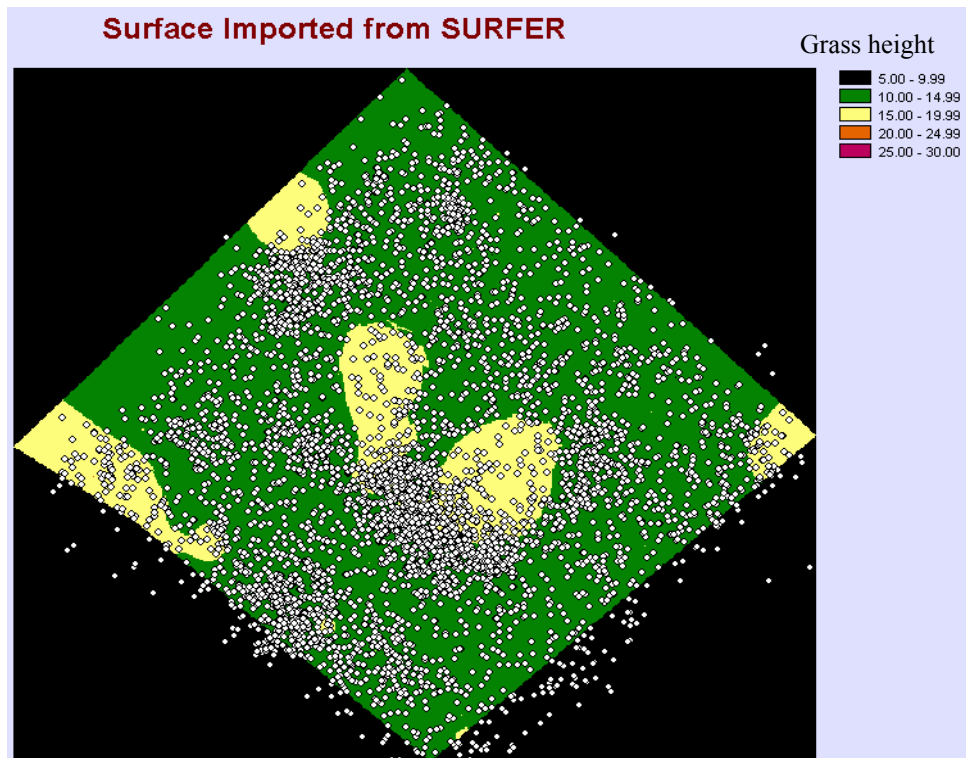 Surface Imported from SURFER
Grass height
5.00 - 9.99
10.00 - 14.99
15.00 - 19.99
20.00 - 24.99
25.00 - 30.00